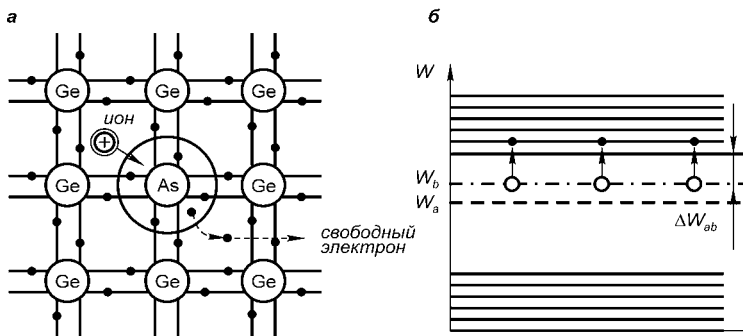 а
Ge Ge Ge
ион
+
Ge As Ge
свободный
электрон
Ge Ge Ge
б
W
W_b
W_a
ΔW_ab